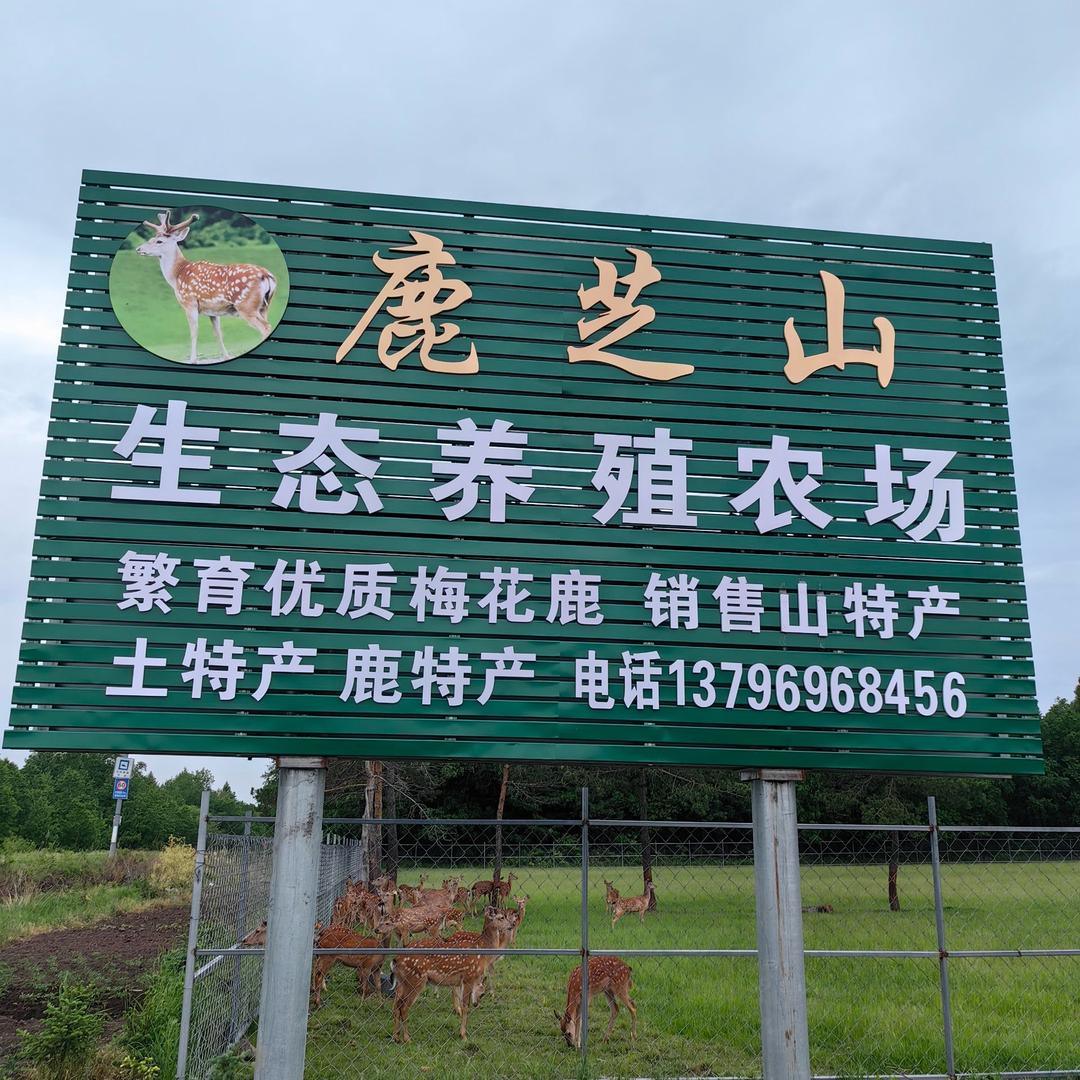 鹿芝山
生态养殖农场
繁育优质梅花鹿 销售山特产
土特产 鹿特产 电话13796968456